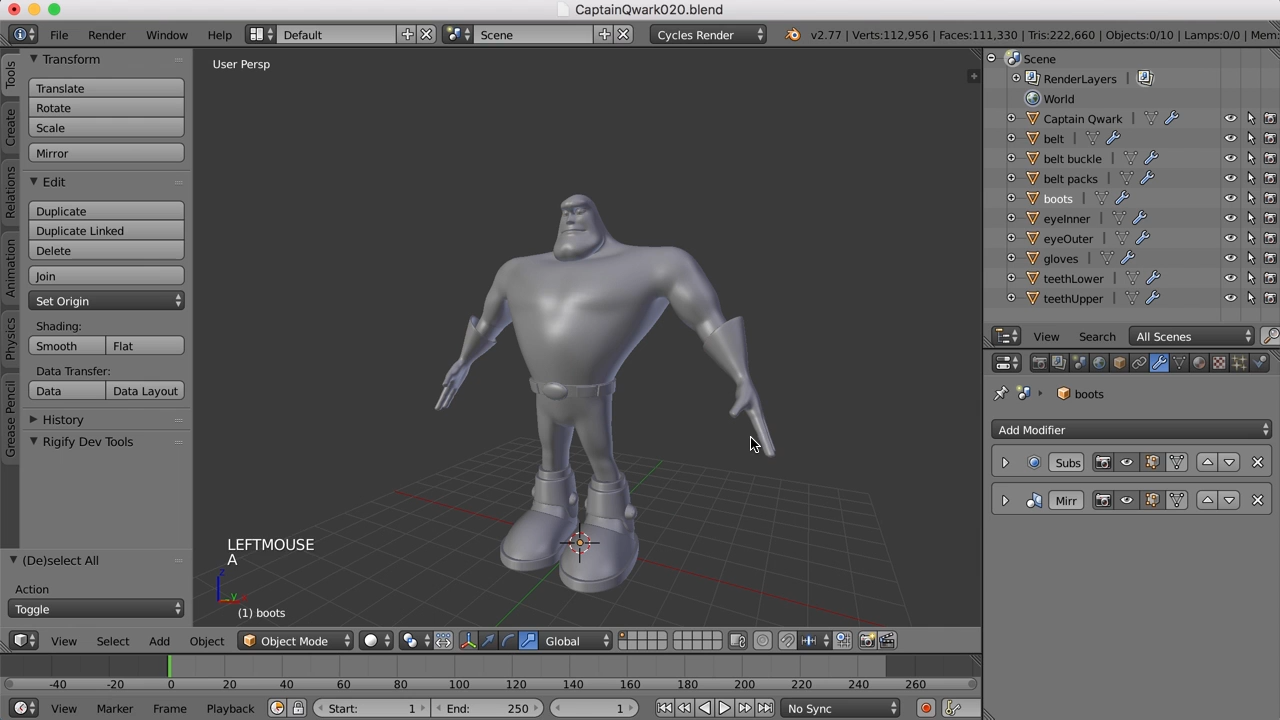 CaptainQwark020.blend
File Render Window Help Default Scene Cycles Render v2.77 | Verts:112,956 | Faces:111,330 | Tris:222,660 | Objects:0/10 | Lamps:0/0 | Mem:
Tools
Create
Relations
Animation
Physics
Grease Pencil
Transform
Translate
Rotate
Scale
Mirror
Edit
Duplicate
Duplicate Linked
Delete
Join
Set Origin
Shading:
Smooth Flat
Data Transfer:
Data Data Layout
History
Rigify Dev Tools
(De)select All
Action
Toggle
User Persp
LEFTMOUSE
A
z
y
(1) boots
View Select Add Object Object Mode Global
-40 -20 0 20 40 60 80 100 120 140 160 180 200 220 240 260
View Marker Frame Playback Start: 1 End: 250 1 No Sync
Scene
RenderLayers
World
Captain Qwark
belt
belt buckle
belt packs
boots
eyeInner
eyeOuter
gloves
teethLower
teethUpper
View Search All Scenes
boots
Add Modifier
Subs
Mirr